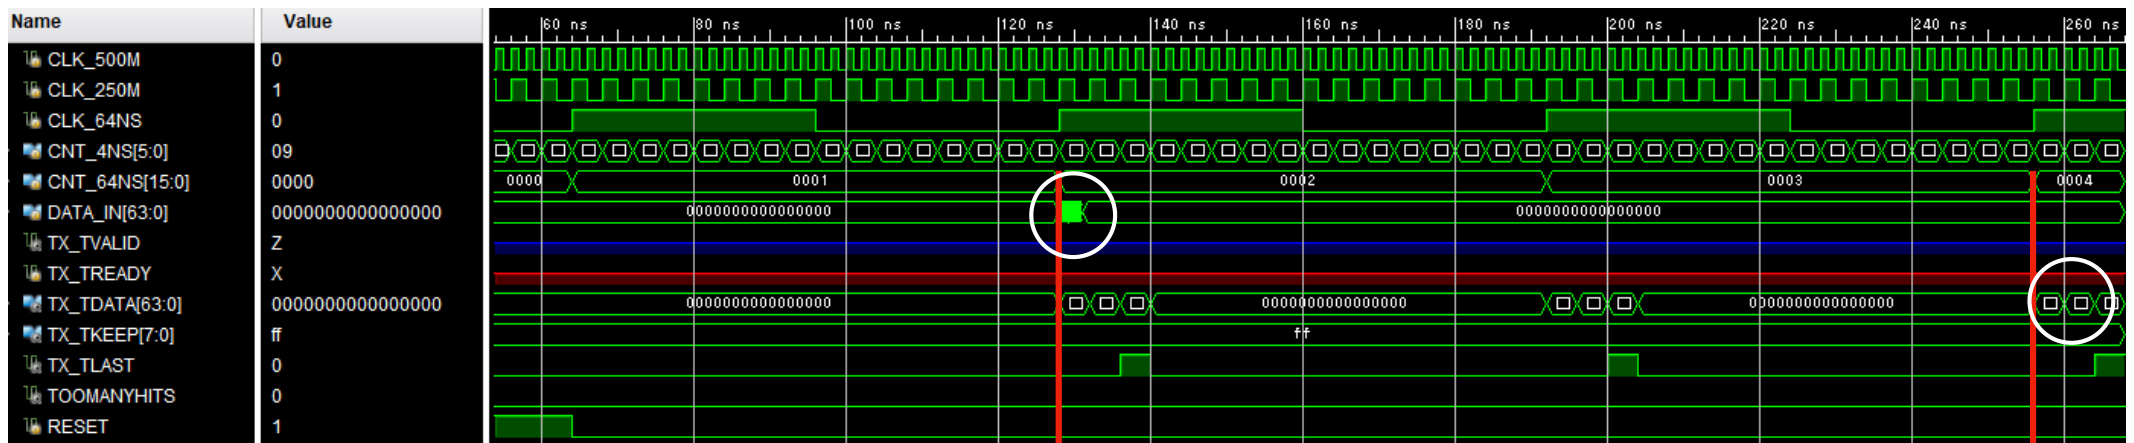 Name Value 60 ns 80 ns 100 ns 120 ns 140 ns 160 ns 180 ns 200 ns 220 ns 240 ns 260 ns
CLK_500M 0
CLK_250M 1
CLK_64NS 0
CNT_4NS[5:0] 09
CNT_64NS[15:0] 0000 0000 0001 0002 0003 0004
DATA_IN[63:0] 0000000000000000 0000000000000000 0000000000000000
TX_TVALID Z
TX_TREADY X
TX_TDATA[63:0] 0000000000000000 0000000000000000 0000000000000000 0000000000000000
TX_TKEEP[7:0] ff ff
TX_TLAST 0
TOOMANYHITS 0
RESET 1